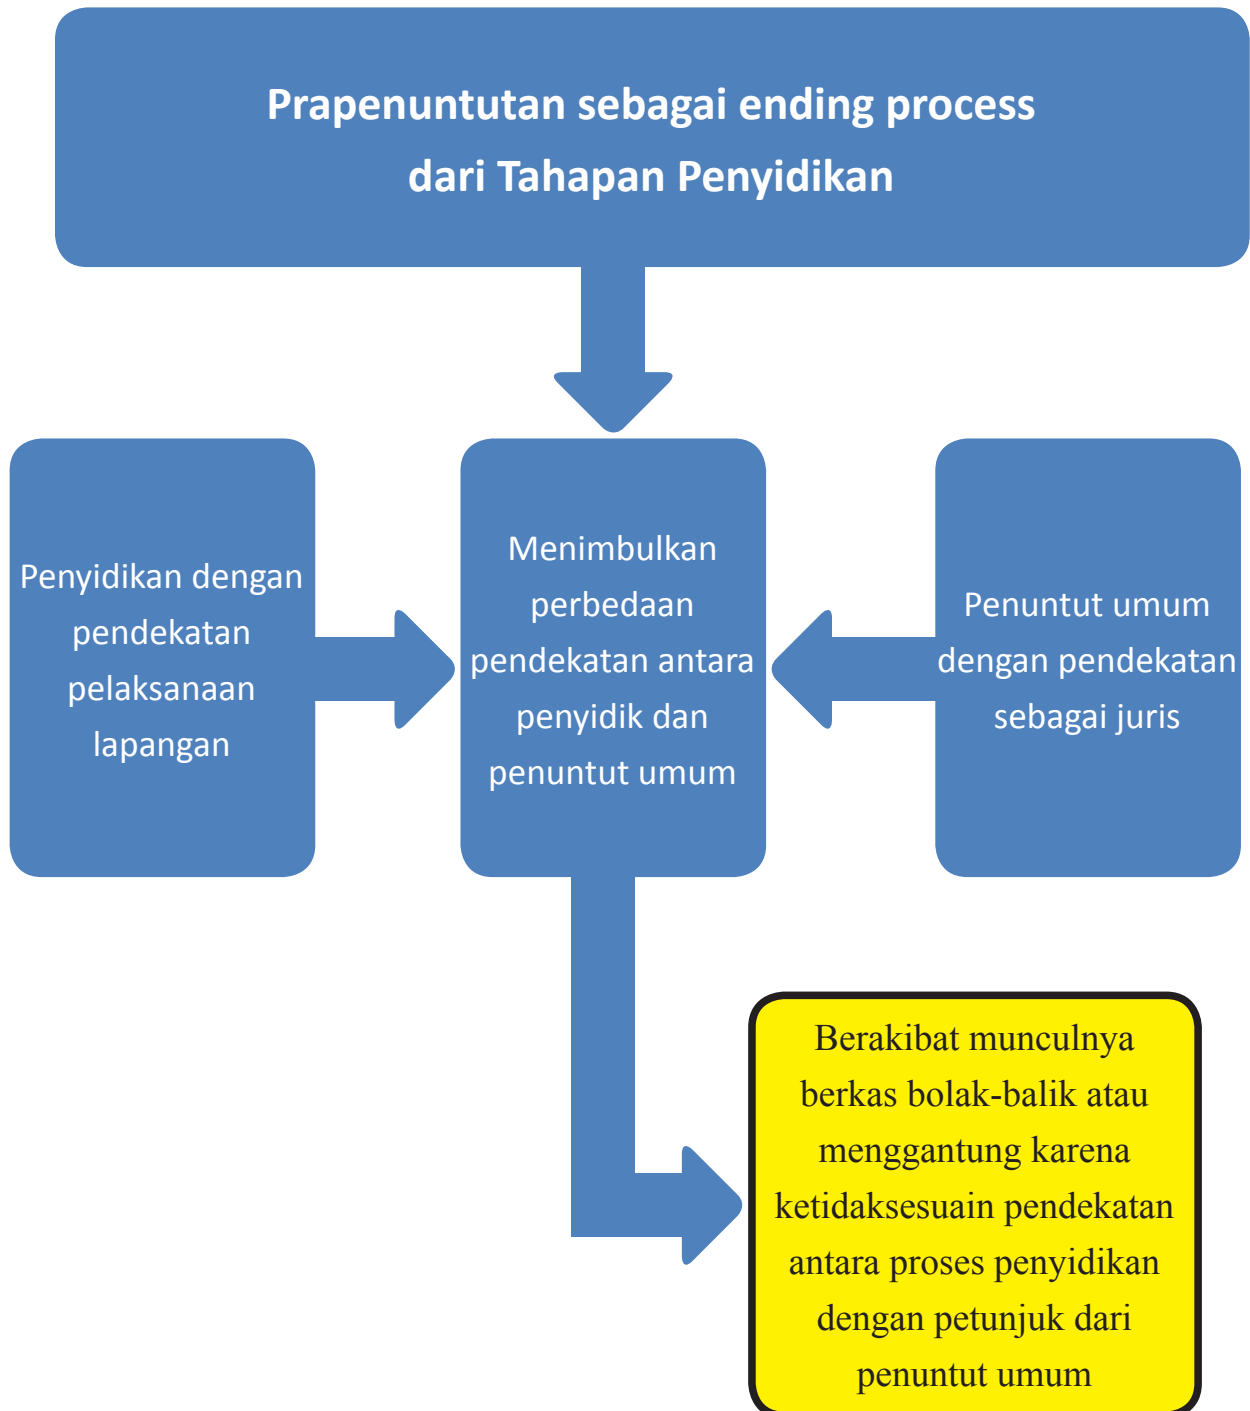 Prapenuntutan sebagai ending process
dari Tahapan Penyidikan
Penyidikan dengan
pendekatan
pelaksanaan
lapangan
Menimbulkan
perbedaan
pendekatan antara
penyidik dan
penuntut umum
Penuntut umum
dengan pendekatan
sebagai juris
Berakibat munculnya
berkas bolak-balik atau
menggantung karena
ketidaksesuain pendekatan
antara proses penyidikan
dengan petunjuk dari
penuntut umum